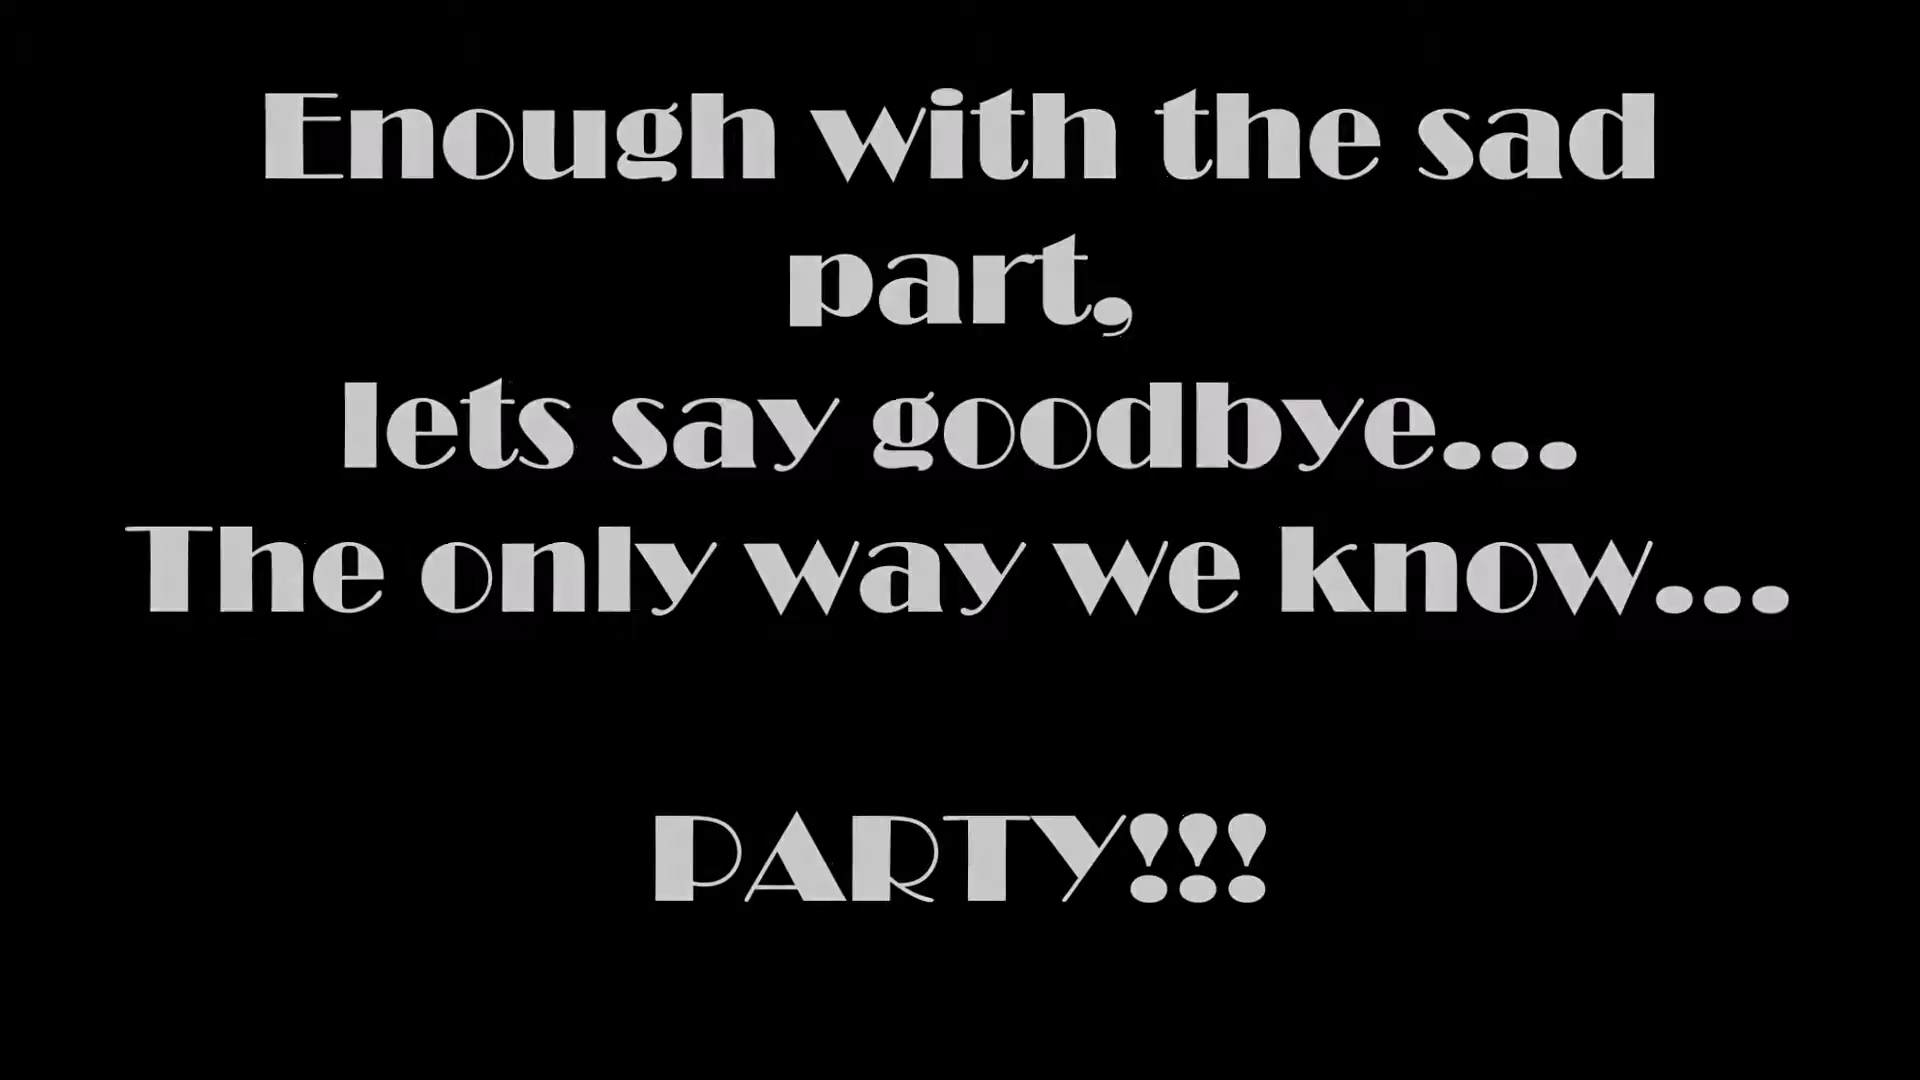 Enough with the sad
part,
lets say goodbye...
The only way we know...
PARTY!!!